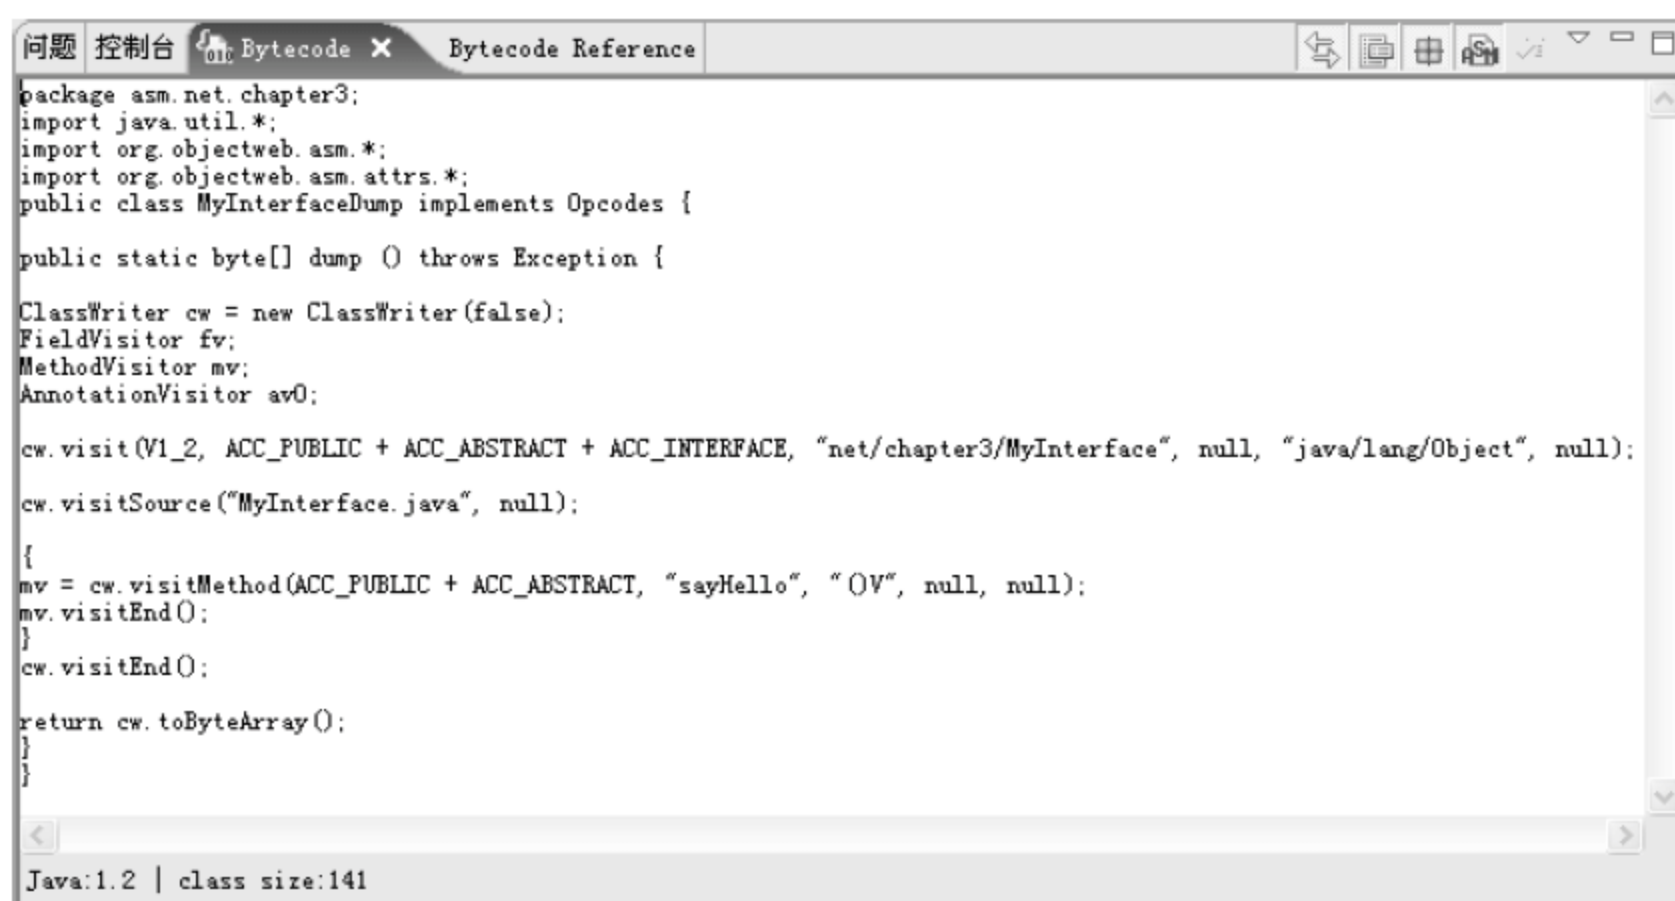 问题 控制台 Bytecode Bytecode Reference
package asm.net.chapter3;
import java.util.*;
import org.objectweb.asm.*;
import org.objectweb.asm.attrs.*;
public class MyInterfaceDump implements Opcodes {
public static byte[] dump () throws Exception {
ClassWriter cw = new ClassWriter(false);
FieldVisitor fv;
MethodVisitor mv;
AnnotationVisitor av0;
cw.visit(V1_2, ACC_PUBLIC + ACC_ABSTRACT + ACC_INTERFACE, "net/chapter3/MyInterface", null, "java/lang/Object", null);
cw.visitSource("MyInterface.java", null);
{
mv = cw.visitMethod(ACC_PUBLIC + ACC_ABSTRACT, "sayHello", "()V", null, null);
mv.visitEnd();
}
cw.visitEnd();
return cw.toByteArray();
}
}
Java:1.2 | class size:141